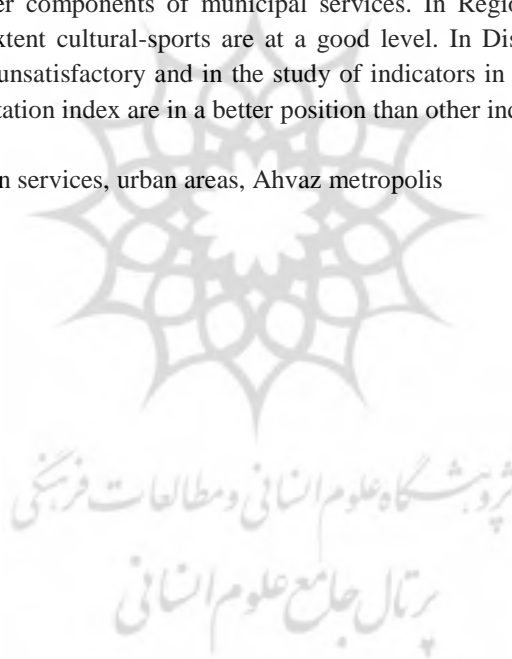 er components of municipal services. In Regio
xtent cultural-sports are at a good level. In Dis
unsatisfactory and in the study of indicators in
tation index are in a better position than other ind
n services, urban areas, Ahvaz metropolis
پژوهشگاه علوم انسانی و مطالعات فرهنگی
پرتال جامع علوم انسانی